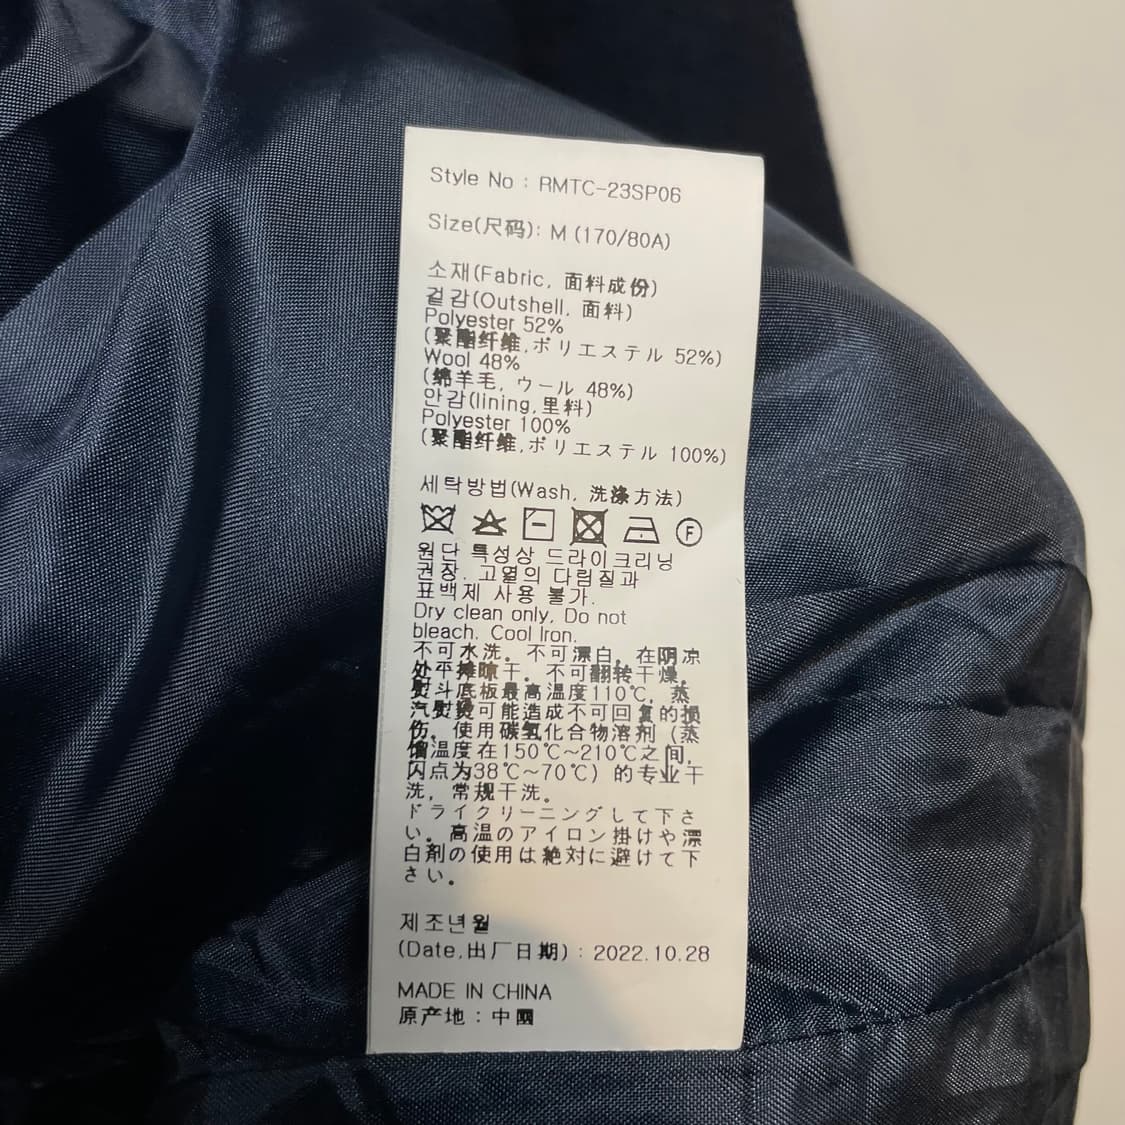 Style No : RMTC-23SP06
Size(尺码): M (170/80A)
소재(Fabric, 面料成份)
겉감(Outshell, 面料)
Polyester 52%
(聚酯纤维,ポリエステル 52%)
Wool 48%
(绵羊毛, ウール 48%)
안감(lining,里料)
Polyester 100%
(聚酯纤维,ポリエステル 100%)
세탁방법(Wash, 洗涤方法)
F
원단 특성상 드라이크리닝
권장. 고열의 다림질과
표백제 사용 불가.
Dry clean only, Do not
bleach. Cool Iron.
不可水洗。不可漂白。在阴凉
处平摊晾干。不可翻转干燥。
熨斗底板最高温度110℃，蒸
汽熨烫可能造成不可回复的损
伤。使用碳氢化合物溶剂（蒸
馏温度在150℃~210℃之间,
闪点为38℃~70℃）的专业干
洗，常规干洗。
ドライクリーニングして下さ
い。高温のアイロン掛けや漂
白剤の使用は絶対に避けて下
さい。
제조년월
(Date,出厂日期) : 2022.10.28
MADE IN CHINA
原产地 : 中國